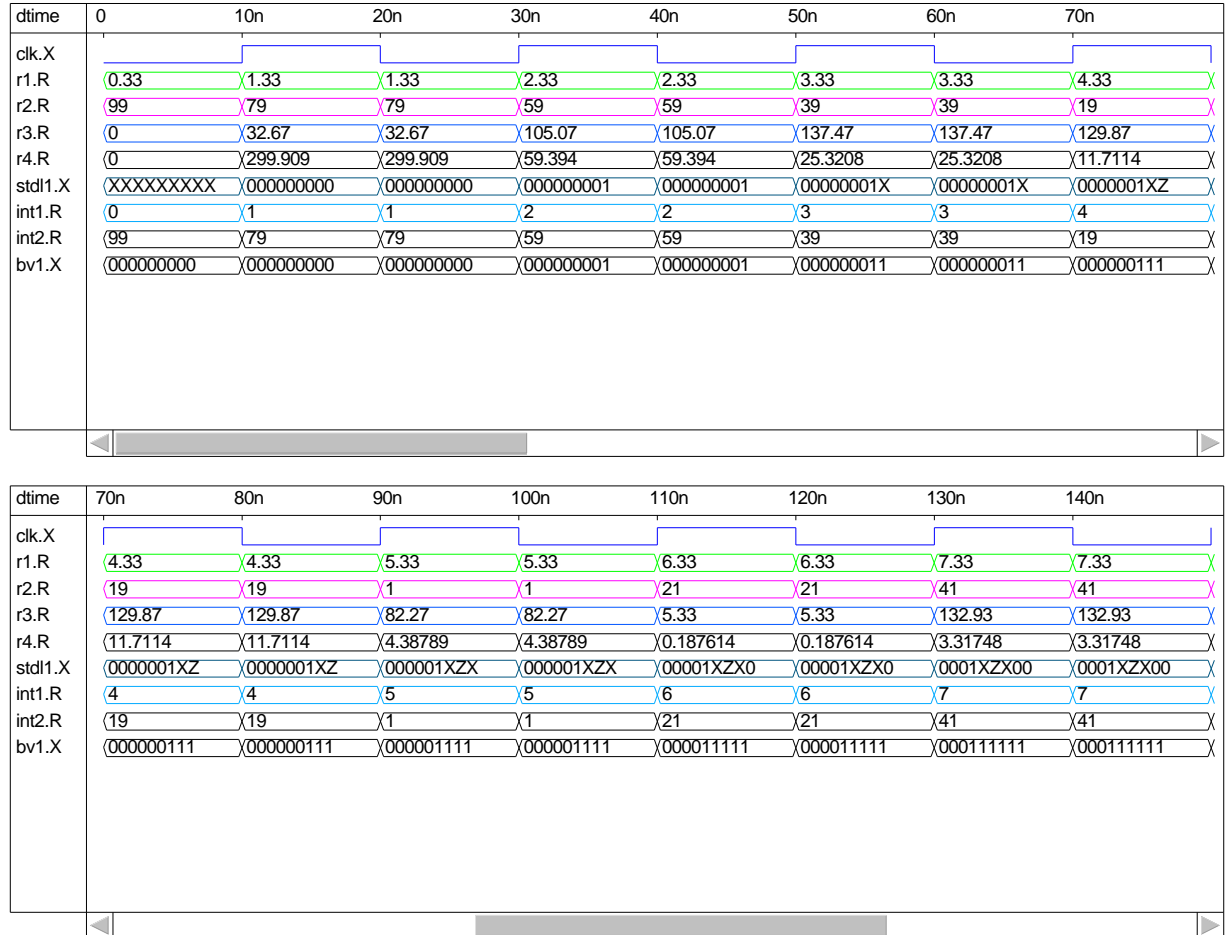 dtime 0 10n 20n 30n 40n 50n 60n 70n
clk.X
r1.R 0.33 1.33 1.33 2.33 2.33 3.33 3.33 4.33
r2.R 99 79 79 59 59 39 39 19
r3.R 0 32.67 32.67 105.07 105.07 137.47 137.47 129.87
r4.R 0 299.909 299.909 59.394 59.394 25.3208 25.3208 11.7114
stdl1.X XXXXXXXXX 000000000 000000000 000000001 000000001 00000001X 00000001X 0000001XZ
int1.R 0 1 1 2 2 3 3 4
int2.R 99 79 79 59 59 39 39 19
bv1.X 000000000 000000000 000000000 000000001 000000001 000000011 000000011 000000111
dtime 70n 80n 90n 100n 110n 120n 130n 140n
clk.X
r1.R 4.33 4.33 5.33 5.33 6.33 6.33 7.33 7.33
r2.R 19 19 1 1 21 21 41 41
r3.R 129.87 129.87 82.27 82.27 5.33 5.33 132.93 132.93
r4.R 11.7114 11.7114 4.38789 4.38789 0.187614 0.187614 3.31748 3.31748
stdl1.X 0000001XZ 0000001XZ 000001XZX 000001XZX 00001XZX0 00001XZX0 0001XZX00 0001XZX00
int1.R 4 4 5 5 6 6 7 7
int2.R 19 19 1 1 21 21 41 41
bv1.X 000000111 000000111 000001111 000001111 000011111 000011111 000111111 000111111